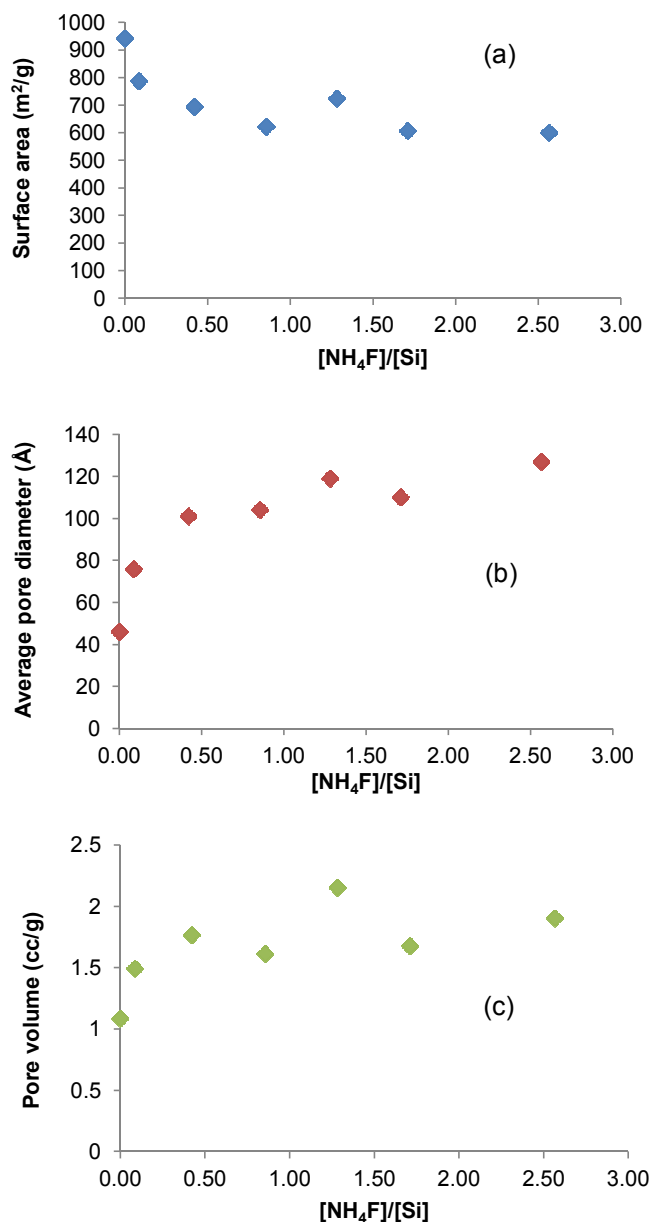 Surface area (m²/g)
1000
900
800
700
600
500
400
300
200
100
0
(a)
0.00 0.50 1.00 1.50 2.00 2.50 3.00
[NH₄F]/[Si]
Average pore diameter (Å)
140
120
100
80
60
40
20
0
(b)
0.00 0.50 1.00 1.50 2.00 2.50 3.00
[NH₄F]/[Si]
Pore volume (cc/g)
2.5
2
1.5
1
0.5
0
(c)
0.00 0.50 1.00 1.50 2.00 2.50 3.00
[NH₄F]/[Si]